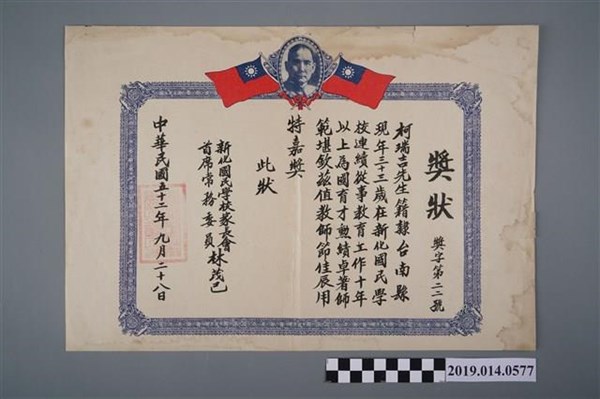 獎狀
獎字第二二號
柯瑞吉先生籍隸台南縣
現年三十三歲在新化國民學
校連續從事教育工作十年
以上為國育才勲績卓著師
範堪欽茲值教師節佳辰用
特嘉獎
此狀
新化國民學校家長會
首席常務委員林茂己
中華民國五十三年九月二十八日
2019.014.0577